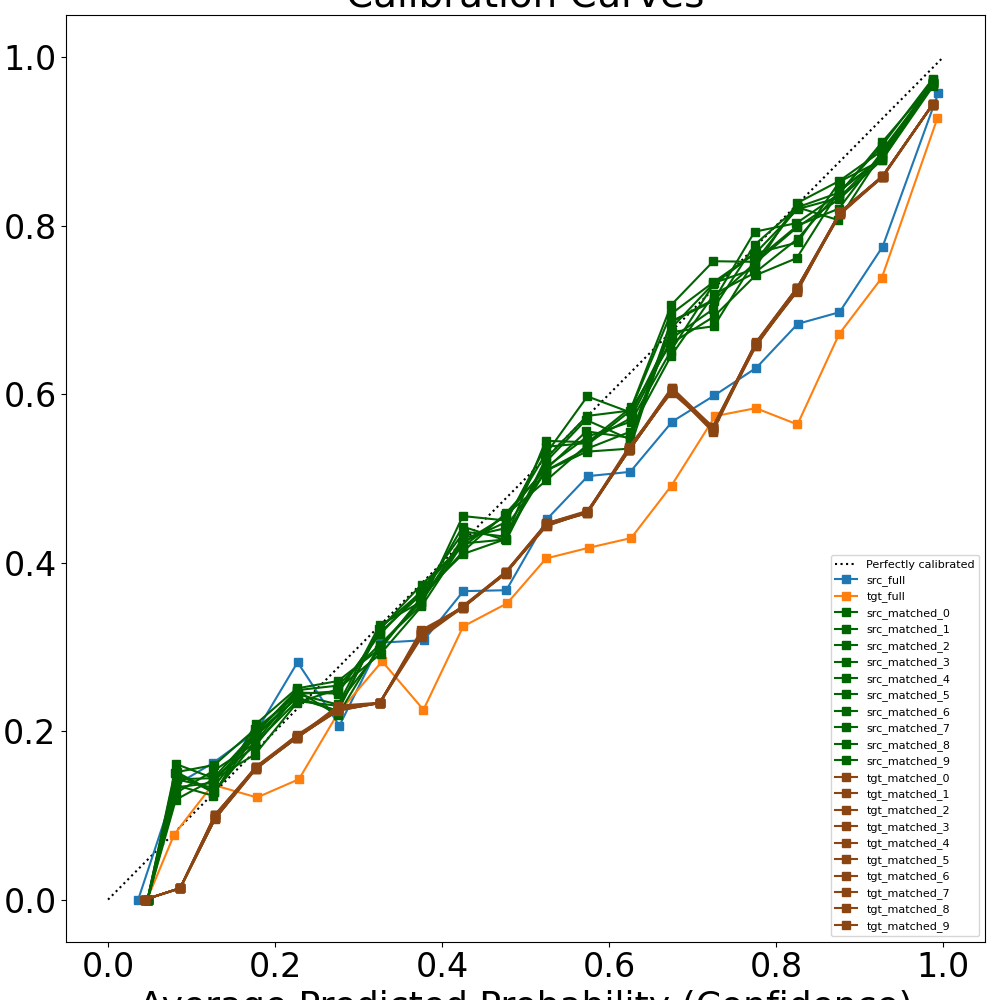 Calibration Curves
1.0
0.8
0.6
0.4
0.2
0.0
Perfectly calibrated
src_full
tgt_full
src_matched_0
src_matched_1
src_matched_2
src_matched_3
src_matched_4
src_matched_5
src_matched_6
src_matched_7
src_matched_8
src_matched_9
tgt_matched_0
tgt_matched_1
tgt_matched_2
tgt_matched_3
tgt_matched_4
tgt_matched_5
tgt_matched_6
tgt_matched_7
tgt_matched_8
tgt_matched_9
0.0 0.2 0.4 0.6 0.8 1.0
Average Predicted Probability (Confidence)